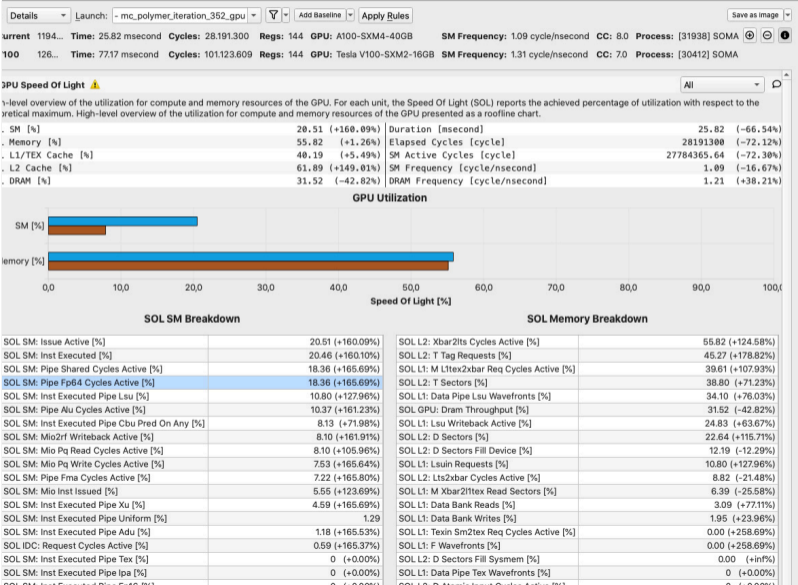 Details Launch: - mc_polymer_iteration_352_gpu Add Baseline Apply Rules Save as Image
urrent 1194... Time: 25.82 msecond Cycles: 28.191.300 Regs: 144 GPU: A100-SXM4-40GB SM Frequency: 1.09 cycle/nsecond CC: 8.0 Process: [31938] SOMA
'100 126... Time: 77.17 msecond Cycles: 101.123.609 Regs: 144 GPU: Tesla V100-SXM2-16GB SM Frequency: 1.31 cycle/nsecond CC: 7.0 Process: [30412] SOMA
GPU Speed Of Light All
h-level overview of the utilization for compute and memory resources of the GPU. For each unit, the Speed Of Light (SOL) reports the achieved percentage of utilization with respect to the
oretical maximum. High-level overview of the utilization for compute and memory resources of the GPU presented as a roofline chart.
. SM [%] 20.51 (+160.09%) Duration [msecond] 25.82 (-66.54%)
. Memory [%] 55.82 (+1.26%) Elapsed Cycles [cycle] 28191300 (-72.12%)
. L1/TEX Cache [%] 40.19 (+5.49%) SM Active Cycles [cycle] 27784365.64 (-72.30%)
. L2 Cache [%] 61.89 (+149.01%) SM Frequency [cycle/nsecond] 1.09 (-16.67%)
. DRAM [%] 31.52 (-42.82%) DRAM Frequency [cycle/nsecond] 1.21 (+38.21%)
GPU Utilization
SM [%]
emory [%]
0,0 10,0 20,0 30,0 40,0 50,0 60,0 70,0 80,0 90,0 100,(
Speed Of Light [%]
SOL SM Breakdown SOL Memory Breakdown
SOL SM: Issue Active [%] 20.51 (+160.09%) SOL L2: Xbar2lts Cycles Active [%] 55.82 (+124.58%)
SOL SM: Inst Executed [%] 20.46 (+160.10%) SOL L2: T Tag Requests [%] 45.27 (+178.82%)
SOL SM: Pipe Shared Cycles Active [%] 18.36 (+165.69%) SOL L1: M L1tex2xbar Req Cycles Active [%] 39.61 (+107.93%)
SOL SM: Pipe Fp64 Cycles Active [%] 18.36 (+165.69%) SOL L2: T Sectors [%] 38.80 (+71.23%)
SOL SM: Inst Executed Pipe Lsu [%] 10.80 (+127.96%) SOL L1: Data Pipe Lsu Wavefronts [%] 34.10 (+76.03%)
SOL SM: Pipe Alu Cycles Active [%] 10.37 (+161.23%) SOL GPU: Dram Throughput [%] 31.52 (-42.82%)
SOL SM: Inst Executed Pipe Cbu Pred On Any [%] 8.13 (+71.98%) SOL L1: Lsu Writeback Active [%] 24.83 (+63.67%)
SOL SM: Mio2rf Writeback Active [%] 8.10 (+161.91%) SOL L2: D Sectors [%] 22.64 (+115.71%)
SOL SM: Mio Pq Read Cycles Active [%] 8.10 (+105.96%) SOL L2: D Sectors Fill Device [%] 12.19 (-12.29%)
SOL SM: Mio Pq Write Cycles Active [%] 7.53 (+165.64%) SOL L1: Lsuin Requests [%] 10.80 (+127.96%)
SOL SM: Pipe Fma Cycles Active [%] 7.22 (+165.80%) SOL L2: Lts2xbar Cycles Active [%] 8.82 (-21.48%)
SOL SM: Mio Inst Issued [%] 5.55 (+123.69%) SOL L1: M Xbar2l1tex Read Sectors [%] 6.39 (-25.58%)
SOL SM: Inst Executed Pipe Xu [%] 4.59 (+165.69%) SOL L1: Data Bank Reads [%] 3.09 (+77.11%)
SOL SM: Inst Executed Pipe Uniform [%] 1.29 SOL L1: Data Bank Writes [%] 1.95 (+23.96%)
SOL SM: Inst Executed Pipe Adu [%] 1.18 (+165.53%) SOL L1: Texin Sm2tex Req Cycles Active [%] 0.00 (+258.69%)
SOL IDC: Request Cycles Active [%] 0.59 (+165.37%) SOL L1: F Wavefronts [%] 0.00 (+258.69%)
SOL SM: Inst Executed Pipe Tex [%] 0 (+0.00%) SOL L2: D Sectors Fill Sysmem [%] 0.00 (+inf%)
SOL SM: Inst Executed Pipe Ipa [%] 0 (+0.00%) SOL L1: Data Pipe Tex Wavefronts [%] 0 (+0.00%)